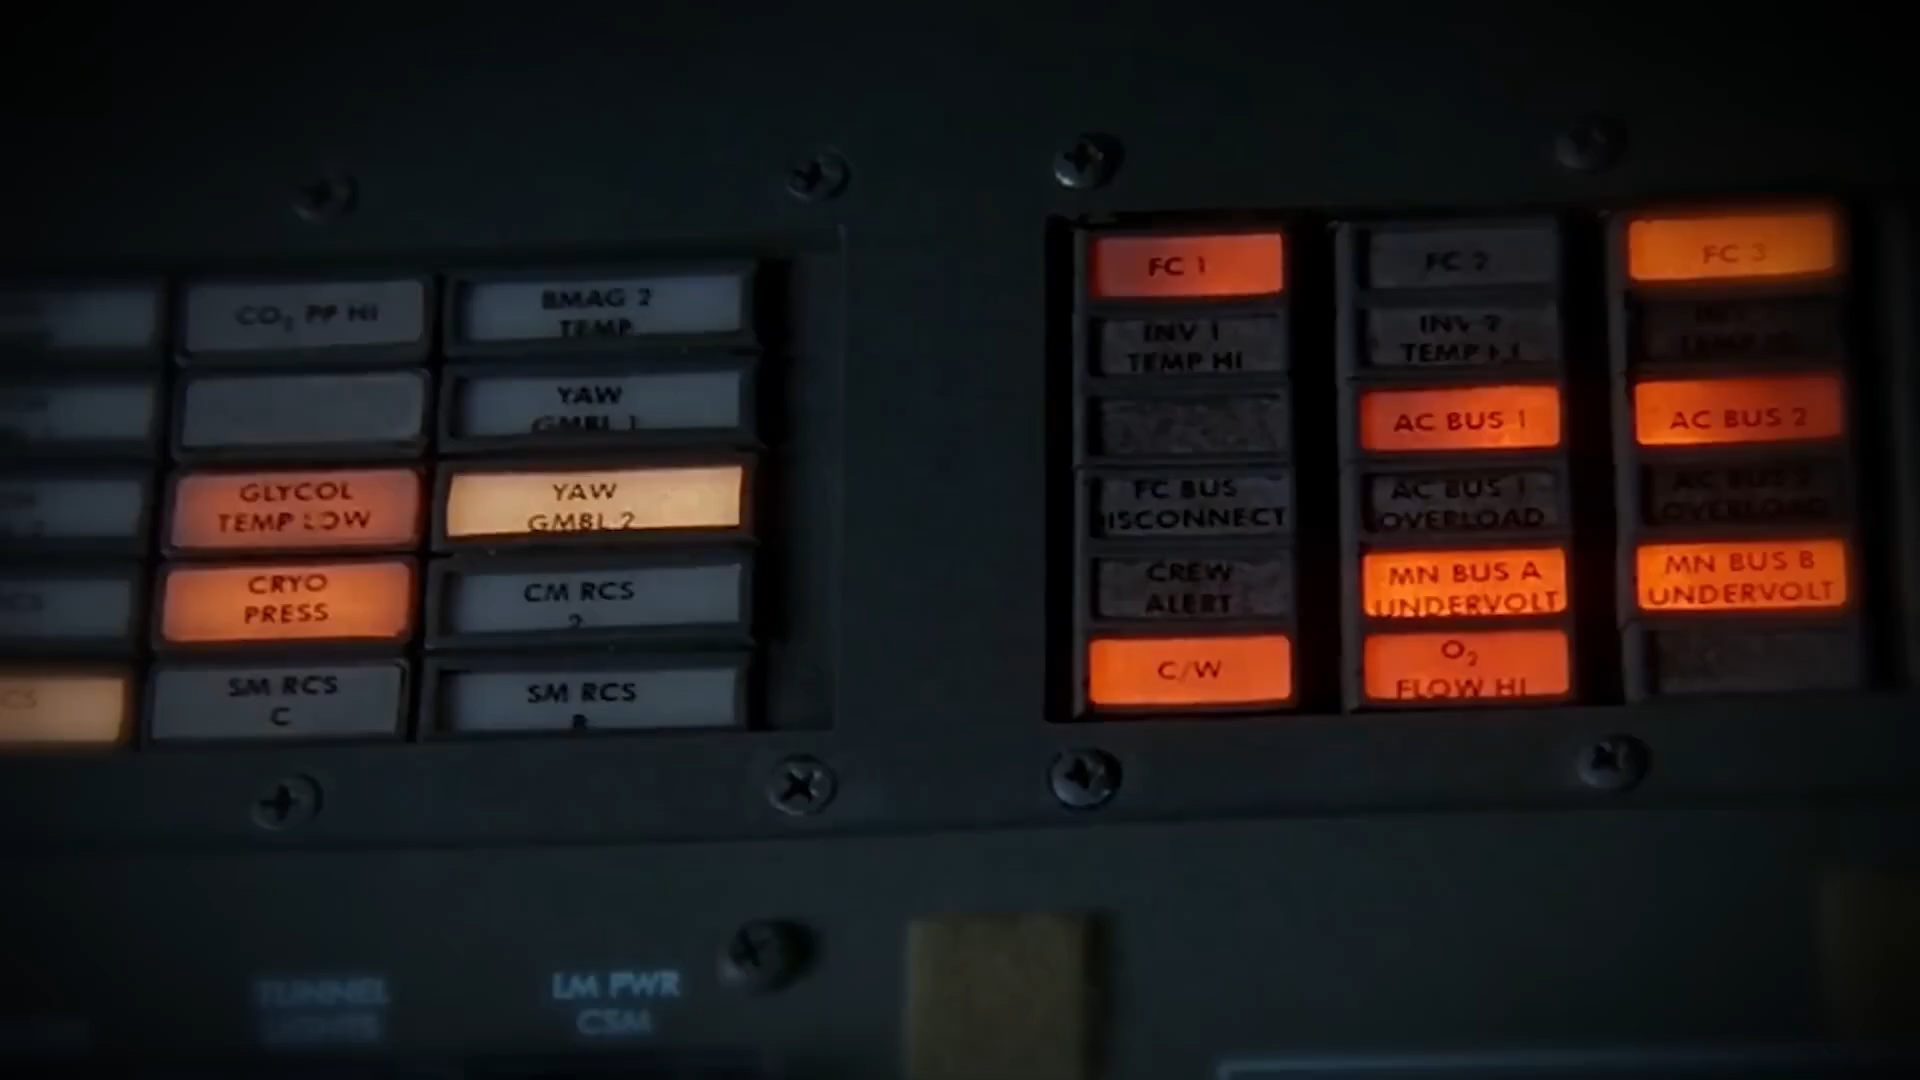 CO₂ PP HI
BMAG 2
TEMP
YAW
GMBL 1
GLYCOL
TEMP LOW
YAW
GMBL 2
CRYO
PRESS
CM RCS
2
CS
SM RCS
C
SM RCS
FC 1
FC 2
FC 3
INV 1
TEMP HI
INV 2
TEMP HI
AC BUS 1
AC BUS 2
FC BUS
ISCONNECT
AC BUS 1
OVERLOAD
AC BUS 2
OVERLOAD
CREW
ALERT
MN BUS A
UNDERVOLT
MN BUS B
UNDERVOLT
C/W
O₂
FLOW HI
TUNNEL
LIGHTS
LM PWR
CSM